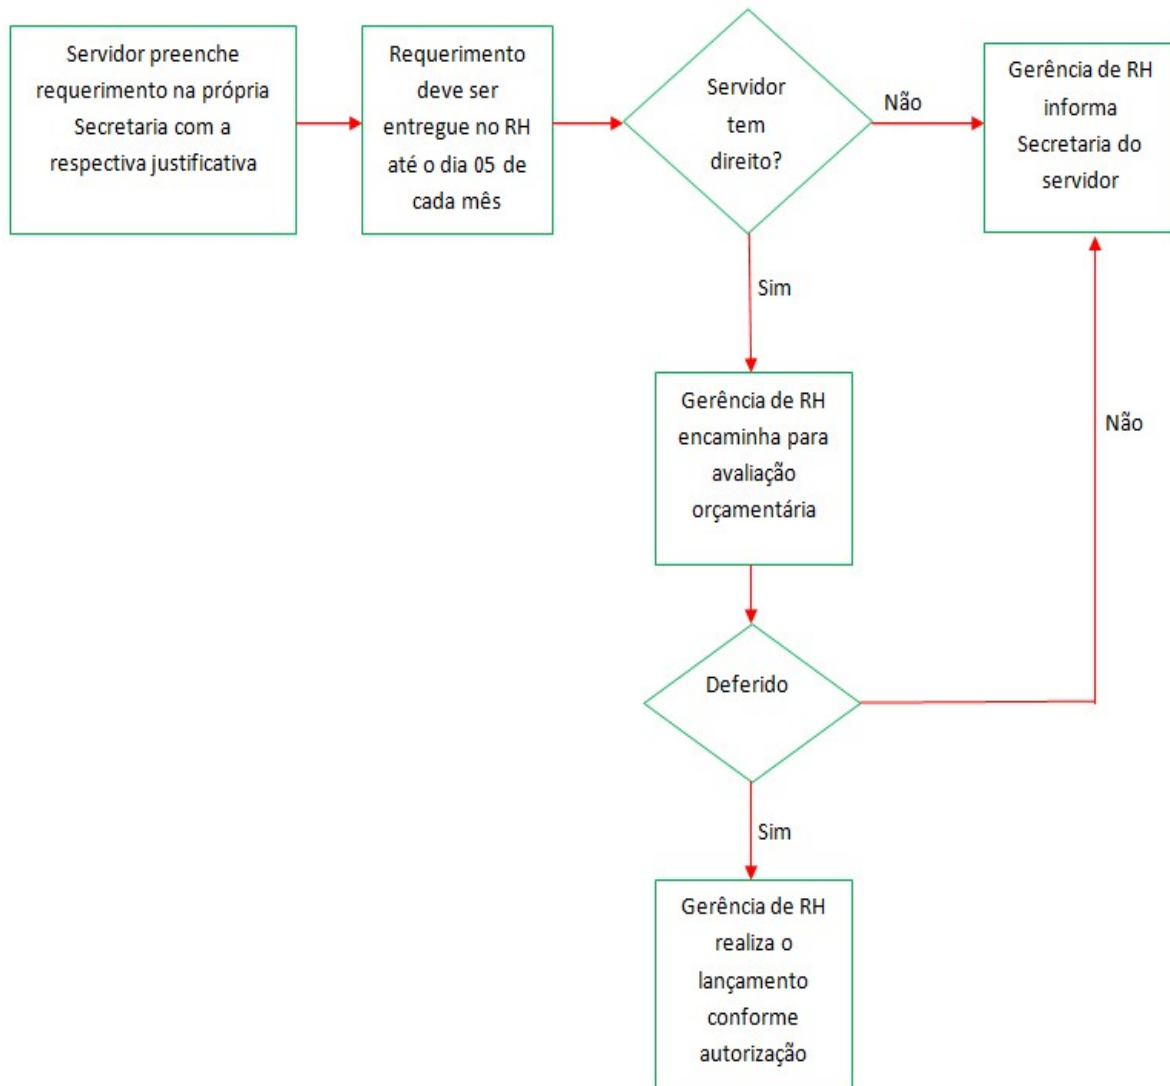 Servidor preenche
requerimento na própria
Secretaria com a
respectiva justificativa
Requerimento
deve ser
entregue no RH
até o dia 05 de
cada mês
Servidor
tem
direito?
Não
Gerência de RH
informa
Secretaria do
servidor
Sim
Gerência de RH
encaminha para
avaliação
orçamentária
Não
Deferido
Sim
Gerência de RH
realiza o
lançamento
conforme
autorização